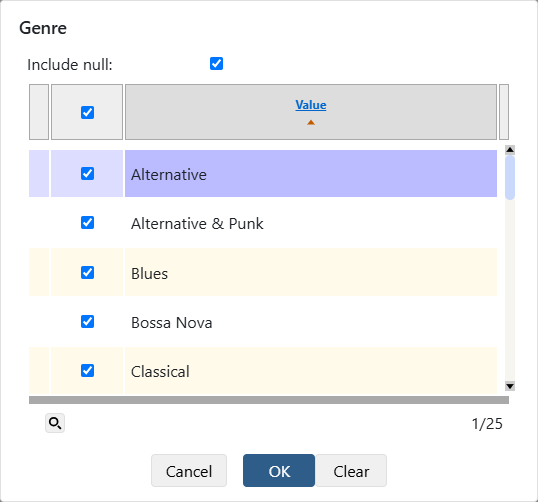 Genre
Include null:
Value
Alternative
Alternative & Punk
Blues
Bossa Nova
Classical
1/25
Cancel OK Clear